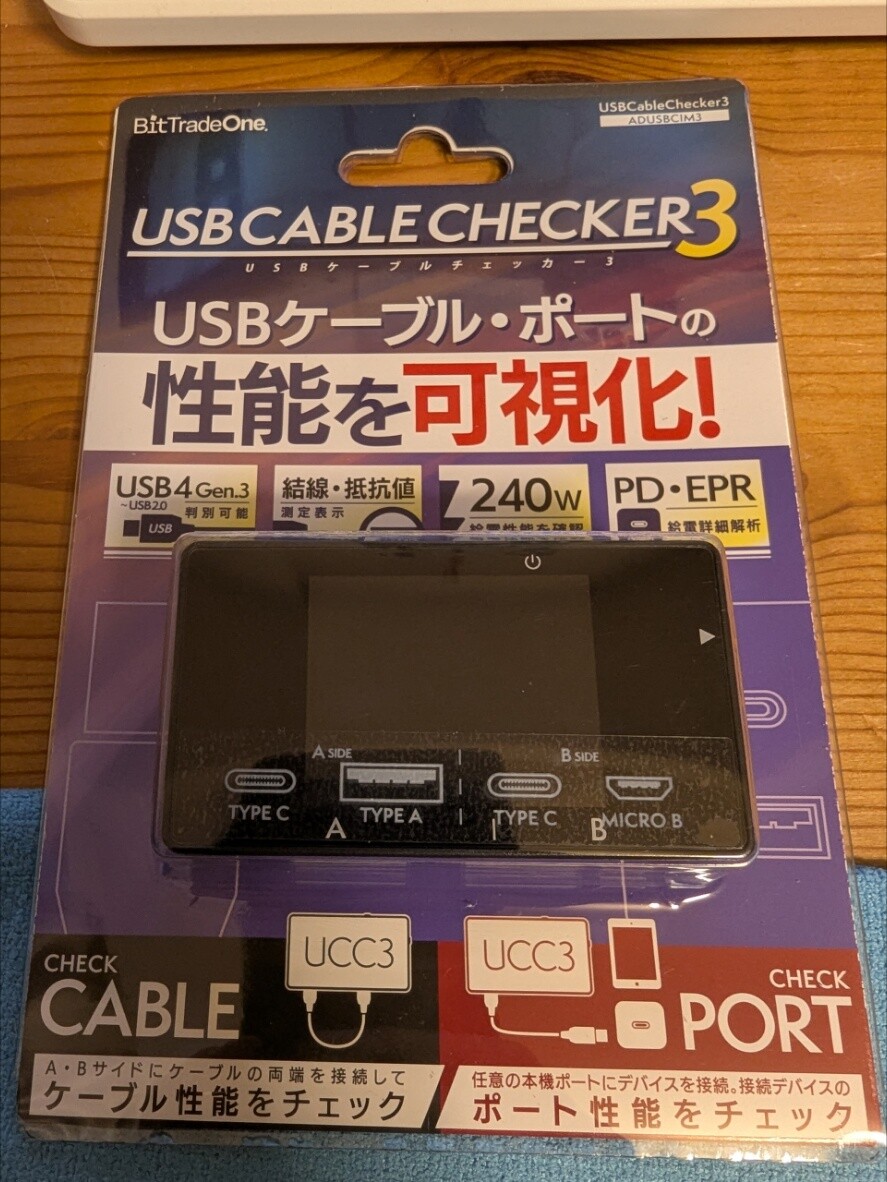 BitTradeOne.
USBCableChecker3
ADUSBCIM3
USB CABLE CHECKER3
USBケーブルチェッカー3
USBケーブル・ポートの
性能を可視化!
USB4 Gen.3
~USB2.0 判別可能
USB
結線・抵抗値
測定表示
240W
給電性能を確認
PD・EPR
給電詳細解析
A SIDE
B SIDE
TYPE C
TYPE A
TYPE C
MICRO B
A
B
CHECK
CABLE
UCC3
UCC3
CHECK
PORT
A・Bサイドにケーブルの両端を接続して
ケーブル性能をチェック
任意の本機ポートにデバイスを接続。接続デバイスの
ポート性能をチェック